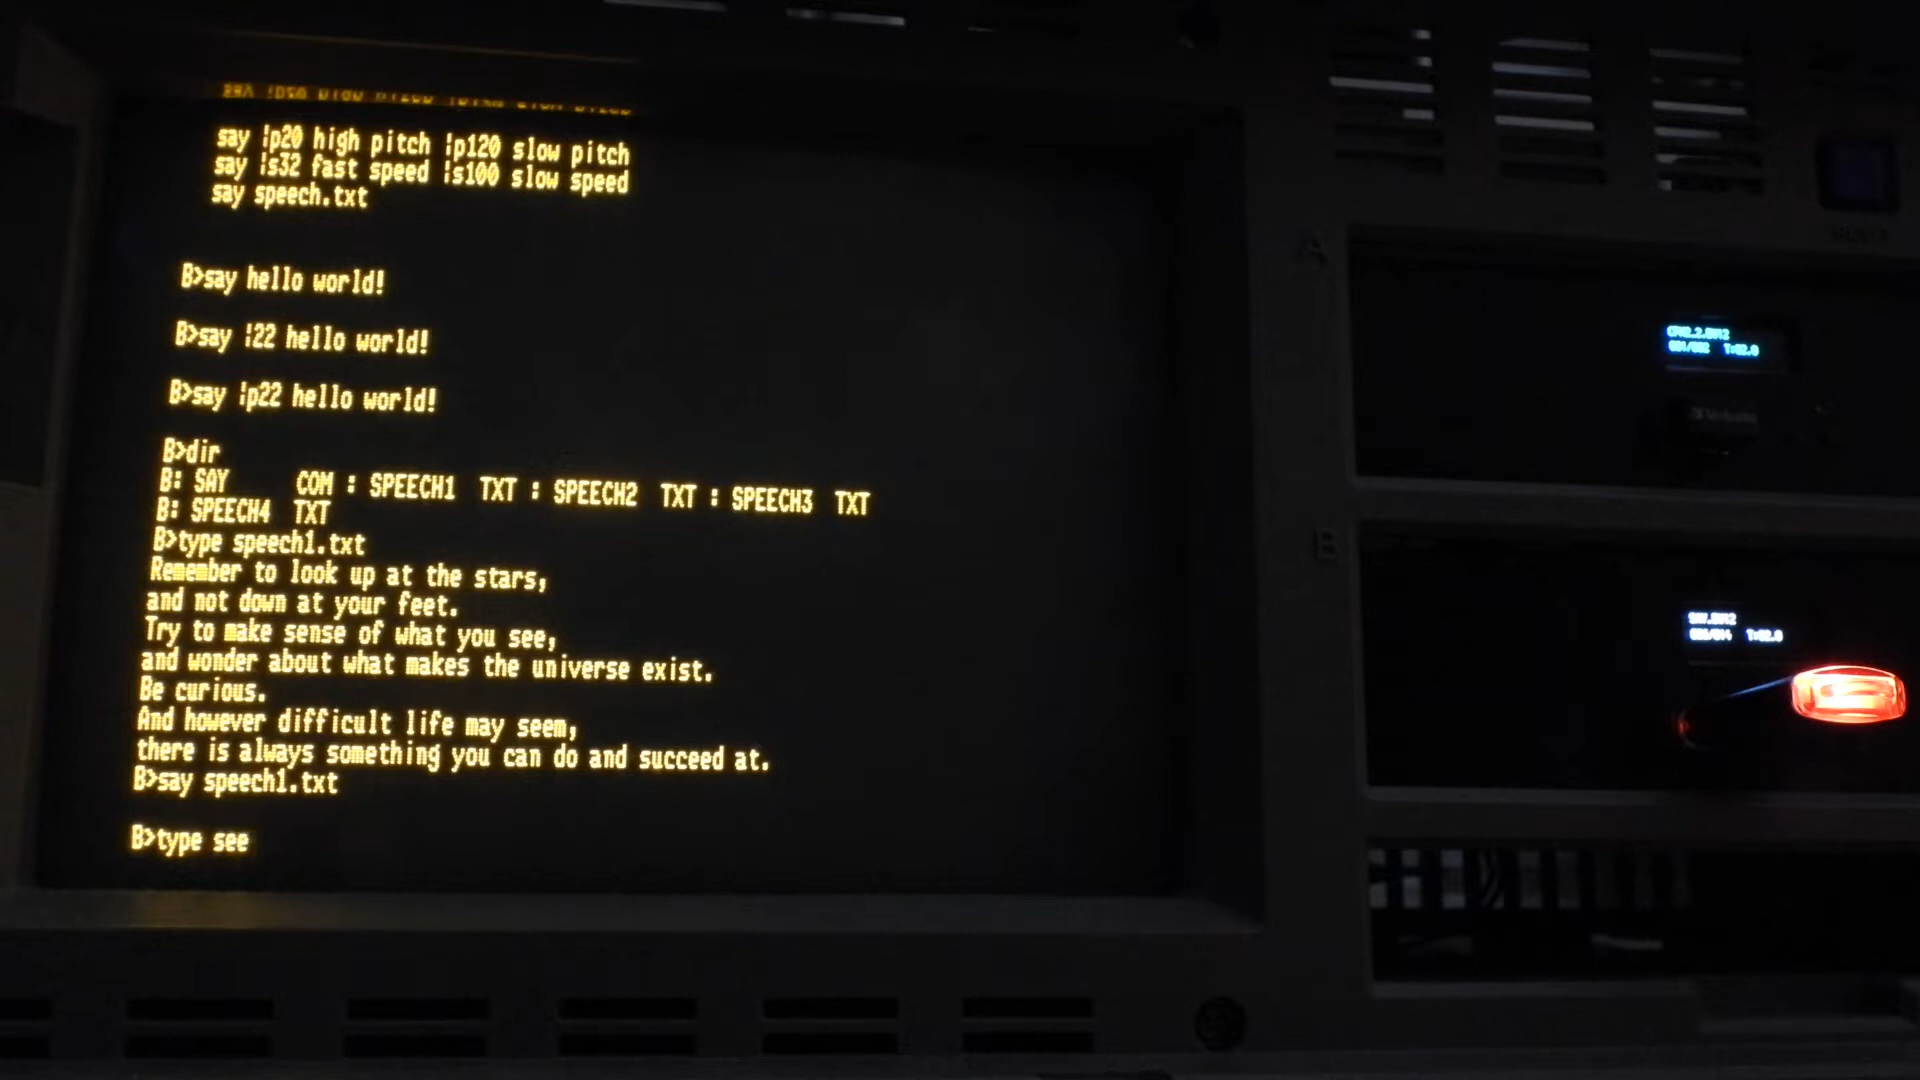 say !p20 high pitch !p120 slow pitch
say !s32 fast speed !s100 slow speed
say speech.txt
B>say hello world!
B>say !22 hello world!
B>say !p22 hello world!
B>dir
B: SAY      COM : SPEECH1  TXT : SPEECH2  TXT : SPEECH3  TXT
B: SPEECH4  TXT
B>type speech1.txt
Remember to look up at the stars,
and not down at your feet.
Try to make sense of what you see,
and wonder about what makes the universe exist.
Be curious.
And however difficult life may seem,
there is always something you can do and succeed at.
B>say speech1.txt
B>type see
A
B